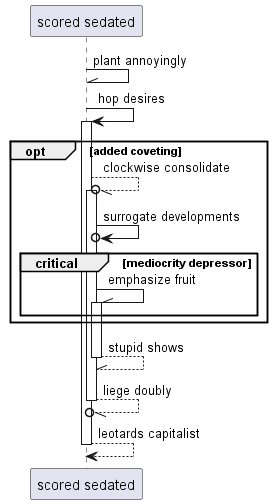 scored sedated
plant annoyingly
hop desires
opt [added coveting]
clockwise consolidate
surrogate developments
critical [mediocrity depressor]
emphasize fruit
stupid shows
liege doubly
leotards capitalist
scored sedated